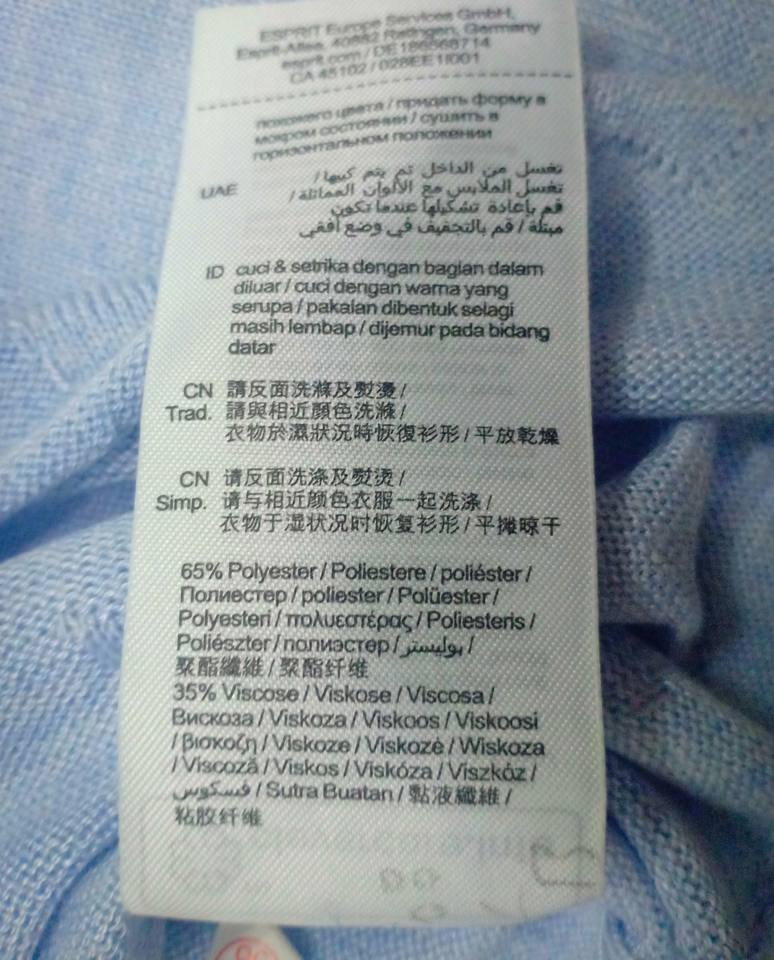 ESPRIT Europe Services GmbH,
Esprit-Allee, 40882 Ratingen, Germany
esprit.com / DE
CA 45102 / 028EE1I001
похожего цвета / придать форму в
мокром состоянии / сушить в
горизонтальном положении
UAE تغسل من الداخل ثم يتم كيها /
تغسل الملابس مع الألوان المماثلة /
قم بإعادة تشكيلها عندما تكون
مبتلة / قم بالتجفيف في وضع أفقي
ID cuci & setrika dengan bagian dalam
diluar / cuci dengan warna yang
serupa / pakaian dibentuk selagi
masih lembap / dijemur pada bidang
datar
CN 請反面洗滌及熨燙 /
Trad. 請與相近顏色洗滌 /
衣物於濕狀況時恢復衫形 / 平放乾燥
CN 请反面洗涤及熨烫 /
Simp. 请与相近颜色衣服一起洗涤 /
衣物于湿状况时恢复衫形 / 平摊晾干
65% Polyester / Poliestere / poliéster /
Полиестер / poliester / Polüester /
Polyesteri / πολυεστέρας / Poliesteris /
Poliészter / полиэстер / بوليستر /
聚酯纖維 / 聚酯纤维
35% Viscose / Viskose / Viscosa /
Вискоза / Viskoza / Viskoos / Viskoosi
/ βισκοζη / Viskoze / Viskozė / Wiskoza
/ Viscoză / Viskos / Viskóza / Viszkóz /
فسكوس / Sutra Buatan / 黏液纖維 /
粘胶纤维